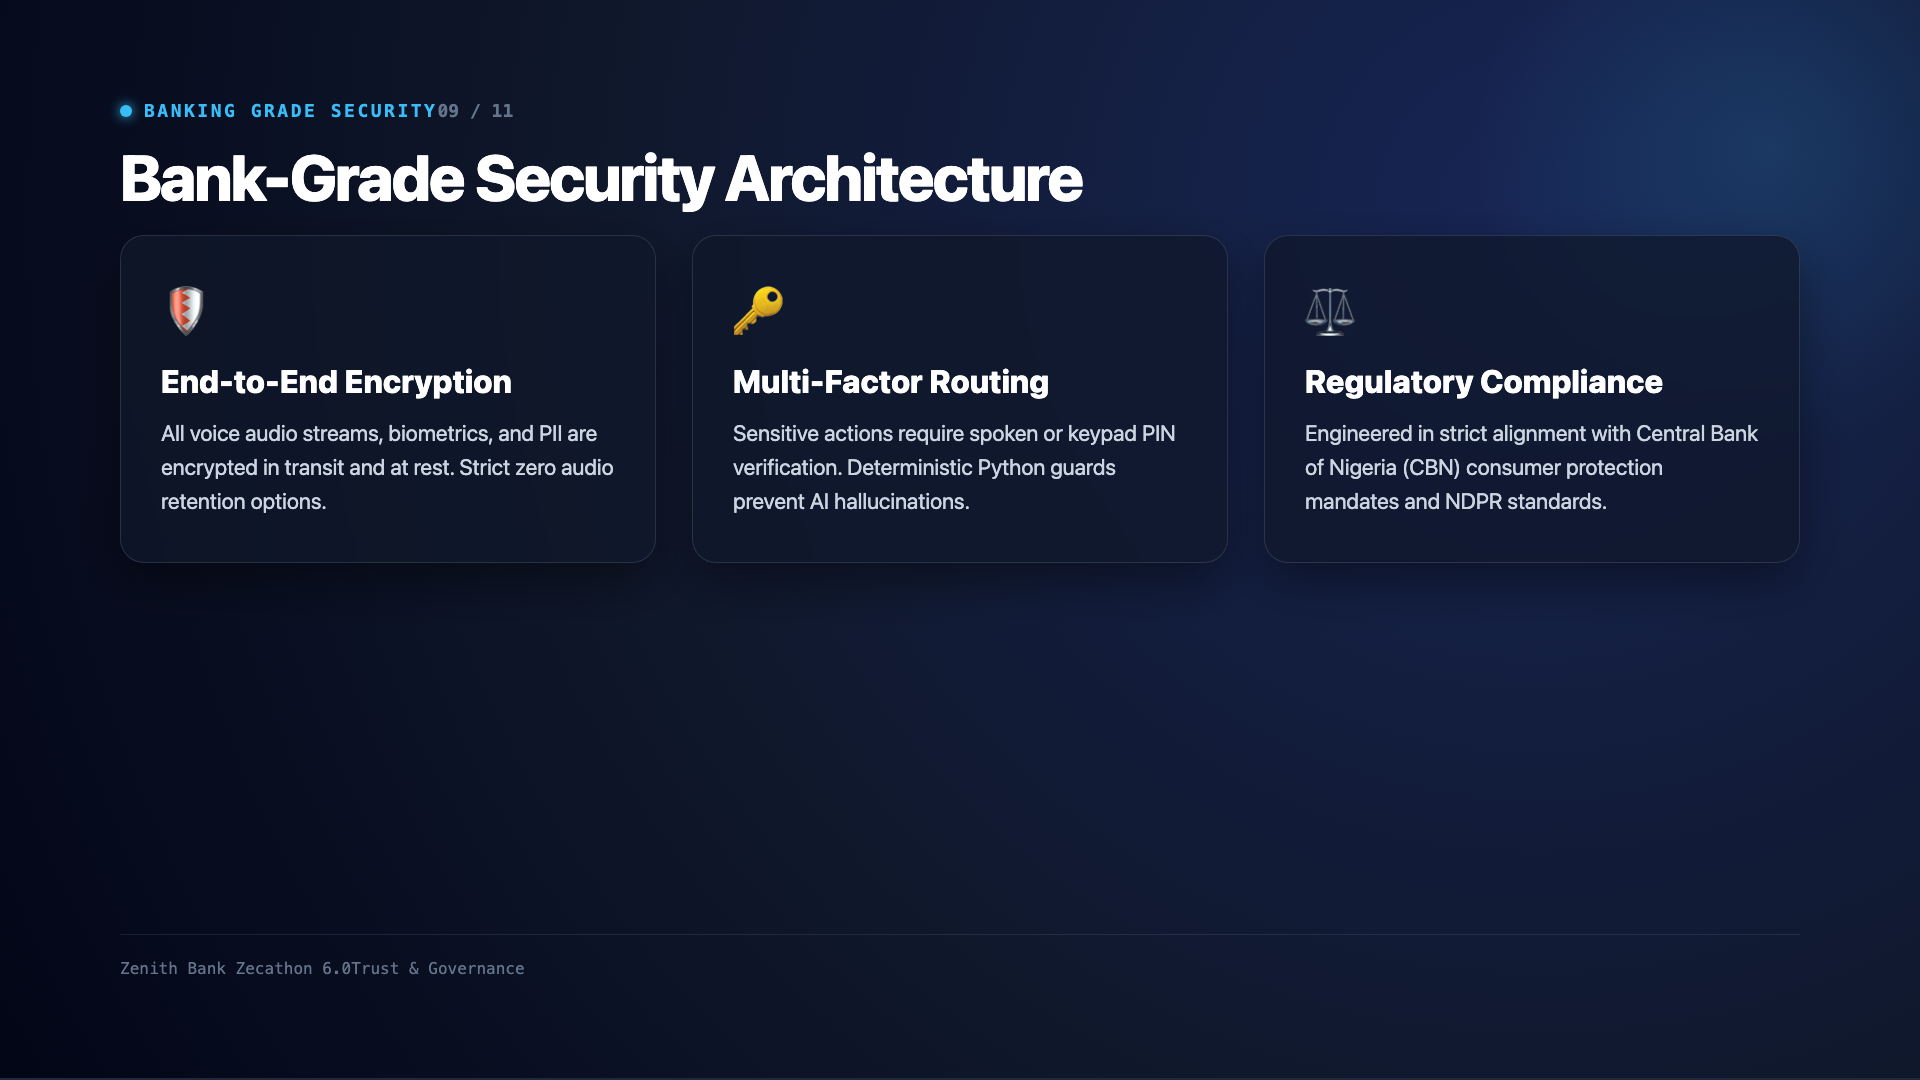 BANKING GRADE SECURITY09 / 11
Bank-Grade Security Architecture
End-to-End Encryption
All voice audio streams, biometrics, and PII are
encrypted in transit and at rest. Strict zero audio
retention options.
Multi-Factor Routing
Sensitive actions require spoken or keypad PIN
verification. Deterministic Python guards
prevent AI hallucinations.
Regulatory Compliance
Engineered in strict alignment with Central Bank
of Nigeria (CBN) consumer protection
mandates and NDPR standards.
Zenith Bank Zecathon 6.0Trust & Governance